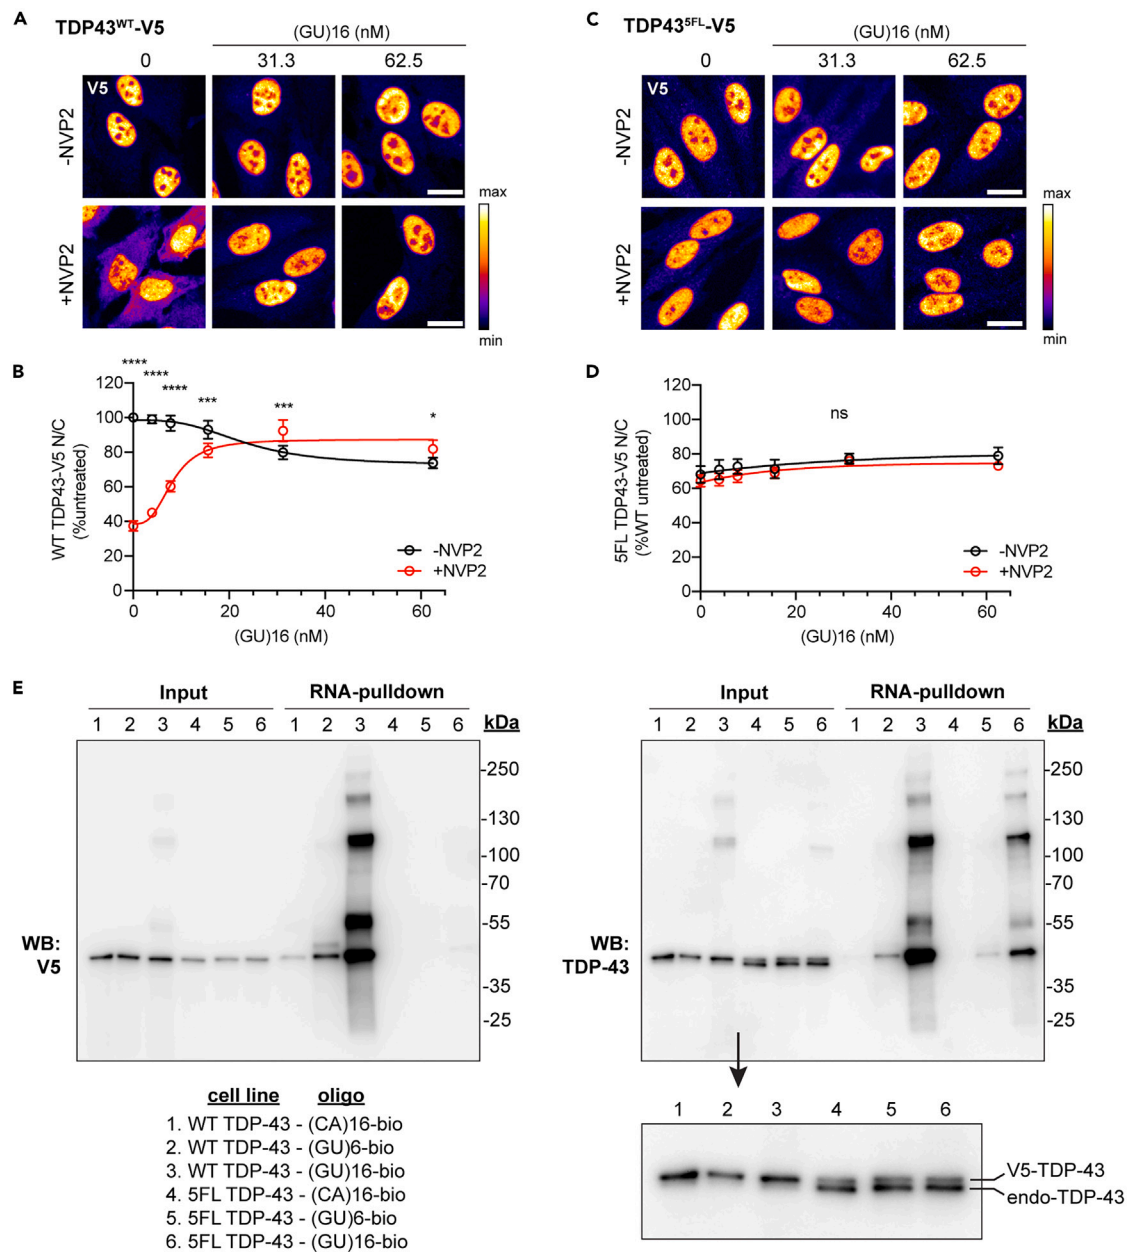 A
TDP43WT-V5
(GU)16 (nM)
0 31.3 62.5
V5
-NVP2
+NVP2
max
min
C
TDP435FL-V5
(GU)16 (nM)
0 31.3 62.5
V5
-NVP2
+NVP2
max
min
B
**** **** **** *** *** *
WT TDP43-V5 N/C
(%untreated)
120
100
80
60
40
20
0
0 20 40 60
(GU)16 (nM)
-NVP2
+NVP2
D
ns
5FL TDP43-V5 N/C
(%WT untreated)
120
100
80
60
40
20
0
0 20 40 60
(GU)16 (nM)
-NVP2
+NVP2
E
Input RNA-pulldown
1 2 3 4 5 6 1 2 3 4 5 6 kDa
-250
-130
-100
-70
-55
-35
-25
WB:
V5
Input RNA-pulldown
1 2 3 4 5 6 1 2 3 4 5 6 kDa
-250
-130
-100
-70
-55
-35
-25
WB:
TDP-43
cell line oligo
1. WT TDP-43 - (CA)16-bio
2. WT TDP-43 - (GU)6-bio
3. WT TDP-43 - (GU)16-bio
4. 5FL TDP-43 - (CA)16-bio
5. 5FL TDP-43 - (GU)6-bio
6. 5FL TDP-43 - (GU)16-bio
1 2 3 4 5 6
V5-TDP-43
endo-TDP-43